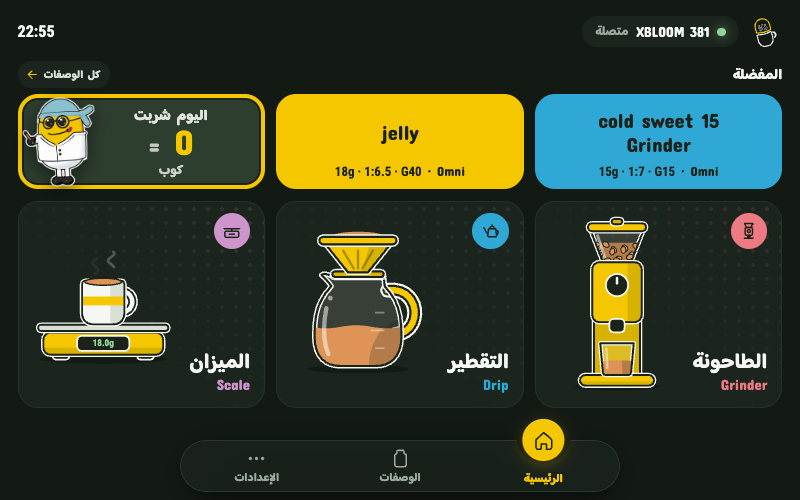 22:55
XBLOOM 381 متصلة
المفضلة
كل الوصفات ←
cold sweet 15
Grinder
15g · 1:7 · G15 · Omni
jelly
18g · 1:6.5 · G40 · Omni
اليوم شربت
0 =
كوب
الطاحونة
Grinder
التقطير
Drip
18.0g
الميزان
Scale
الرئيسية
الوصفات
الإعدادات